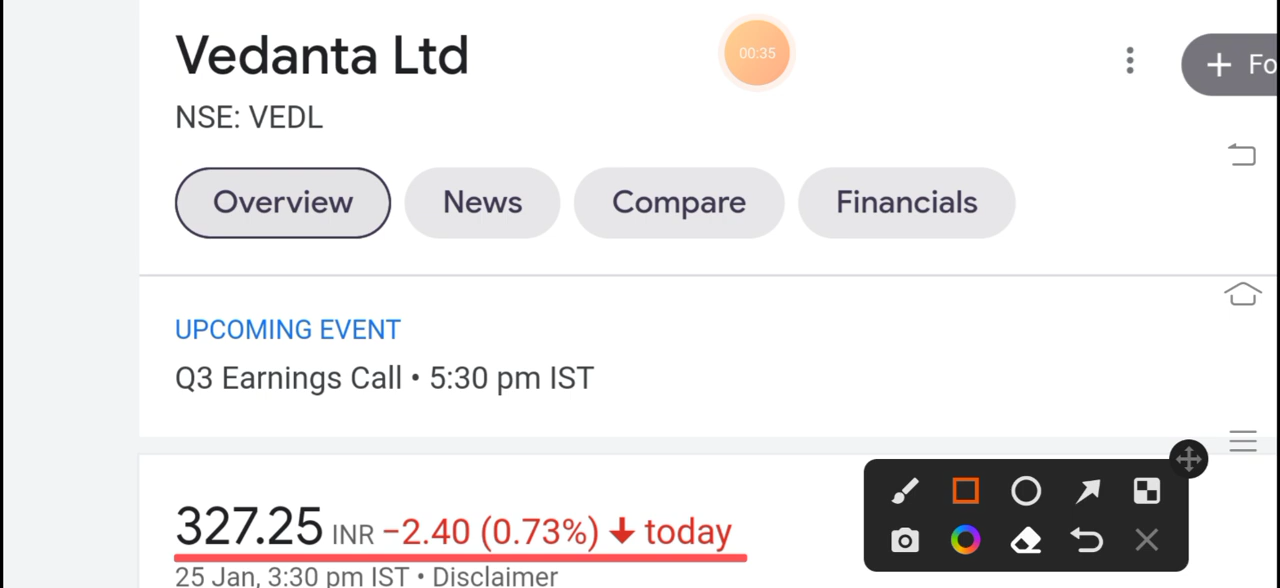 Vedanta Ltd
00:35
+ Fo
NSE: VEDL
Overview News Compare Financials
UPCOMING EVENT
Q3 Earnings Call • 5:30 pm IST
327.25 INR −2.40 (0.73%) ↓ today
25 Jan, 3:30 pm IST • Disclaimer